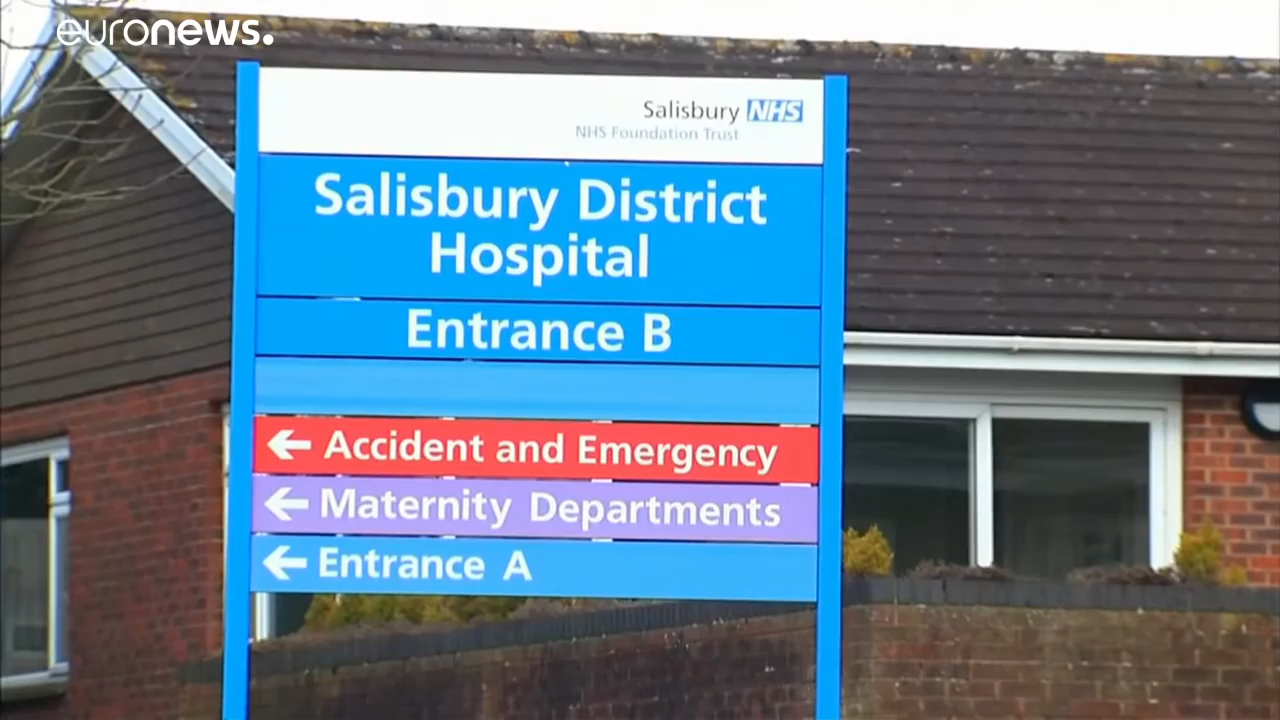 euronews.
Salisbury NHS
NHS Foundation Trust
Salisbury District
Hospital
Entrance B
← Accident and Emergency
← Maternity Departments
← Entrance A